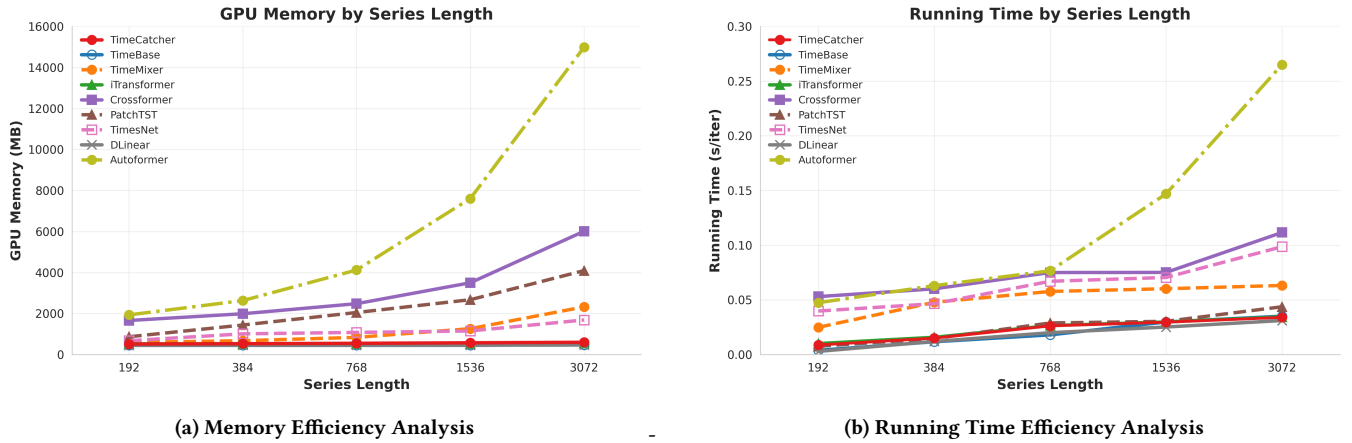 GPU Memory by Series Length
16000
14000
12000
10000
8000
6000
4000
2000
0
GPU Memory (MB)
TimeCatcher
TimeBase
TimeMixer
iTransformer
Crossformer
PatchTST
TimesNet
DLinear
Autoformer
192 384 768 1536 3072
Series Length
(a) Memory Efficiency Analysis
Running Time by Series Length
0.30
0.25
0.20
0.15
0.10
0.05
0.00
Running Time (s/iter)
TimeCatcher
TimeBase
TimeMixer
iTransformer
Crossformer
PatchTST
TimesNet
DLinear
Autoformer
192 384 768 1536 3072
Series Length
(b) Running Time Efficiency Analysis